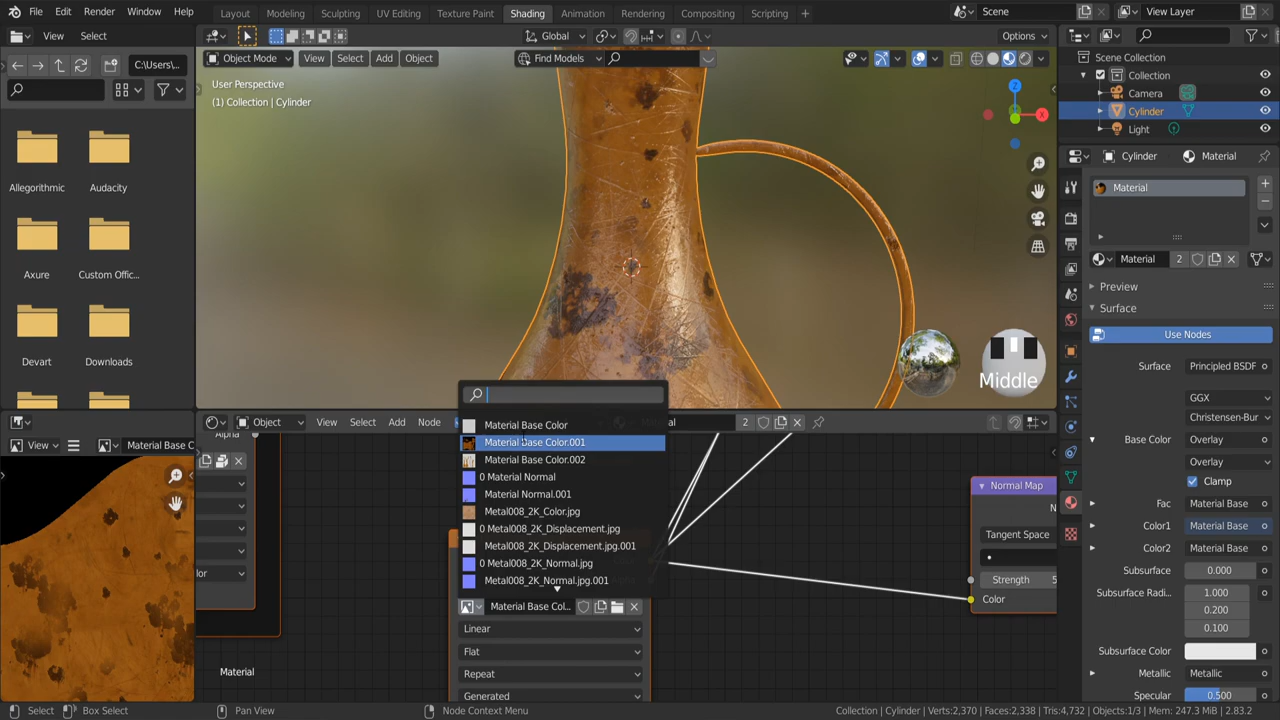 File Edit Render Window Help
Layout Modeling Sculpting UV Editing Texture Paint Shading Animation Rendering Compositing Scripting +
Scene
View Layer
View Select
Global
Options
C:\Users\...
Object Mode View Select Add Object
Find Models
User Perspective
(1) Collection | Cylinder
Z
X
Allegorithmic
Audacity
Axure
Custom Offic...
Devart
Downloads
Scene Collection
Collection
Camera
Cylinder
Light
Cylinder
Material
Material
Material 2
Preview
Surface
Use Nodes
Surface Principled BSDF
GGX
Christensen-Bur
Base Color Overlay
Overlay
Clamp
Fac Material Base
Color1 Material Base
Color2 Material Base
Subsurface 0.000
Subsurface Radi... 1.000
0.200
0.100
Subsurface Color
Metallic Metallic
Specular 0.500
Middle
View
Material Base C
Object View Select Add Node
2
Alpha
Material Base Color
Material Base Color.001
Material Base Color.002
0 Material Normal
Material Normal.001
Metal008_2K_Color.jpg
0 Metal008_2K_Displacement.jpg
Metal008_2K_Displacement.jpg.001
0 Metal008_2K_Normal.jpg
Metal008_2K_Normal.jpg.001
Material Base Col...
Linear
Flat
Repeat
Generated
Normal Map
Tangent Space
Strength 5
Color
Material
Select
Box Select
Pan View
Node Context Menu
Collection | Cylinder | Verts:2,370 | Faces:2,338 | Tris:4,732 | Objects:1/3 | Mem: 247.3 MiB | 2.83.2